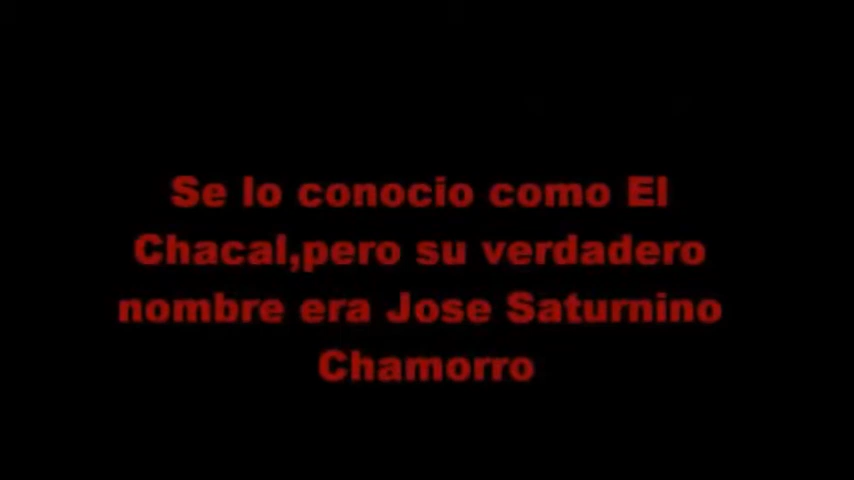 Se lo conocio como El
Chacal,pero su verdadero
nombre era Jose Saturnino
Chamorro